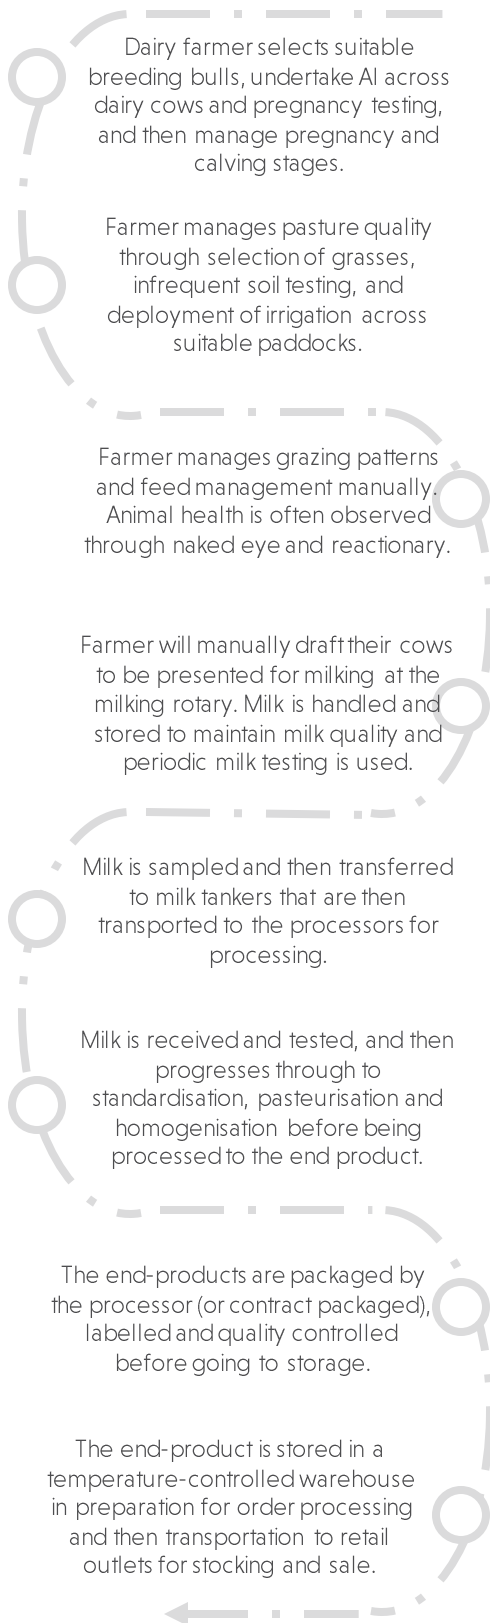 Dairy farmer selects suitable
breeding bulls, undertake AI across
dairy cows and pregnancy testing,
and then manage pregnancy and
calving stages.
Farmer manages pasture quality
through selection of grasses,
infrequent soil testing, and
deployment of irrigation across
suitable paddocks.
Farmer manages grazing patterns
and feed management manually.
Animal health is often observed
through naked eye and reactionary.
Farmer will manually draft their cows
to be presented for milking at the
milking rotary. Milk is handled and
stored to maintain milk quality and
periodic milk testing is used.
Milk is sampled and then transferred
to milk tankers that are then
transported to the processors for
processing.
Milk is received and tested, and then
progresses through to
standardisation, pasteurisation and
homogenisation before being
processed to the end product.
The end-products are packaged by
the processor (or contract packaged),
labelled and quality controlled
before going to storage.
The end-product is stored in a
temperature-controlled warehouse
in preparation for order processing
and then transportation to retail
outlets for stocking and sale.